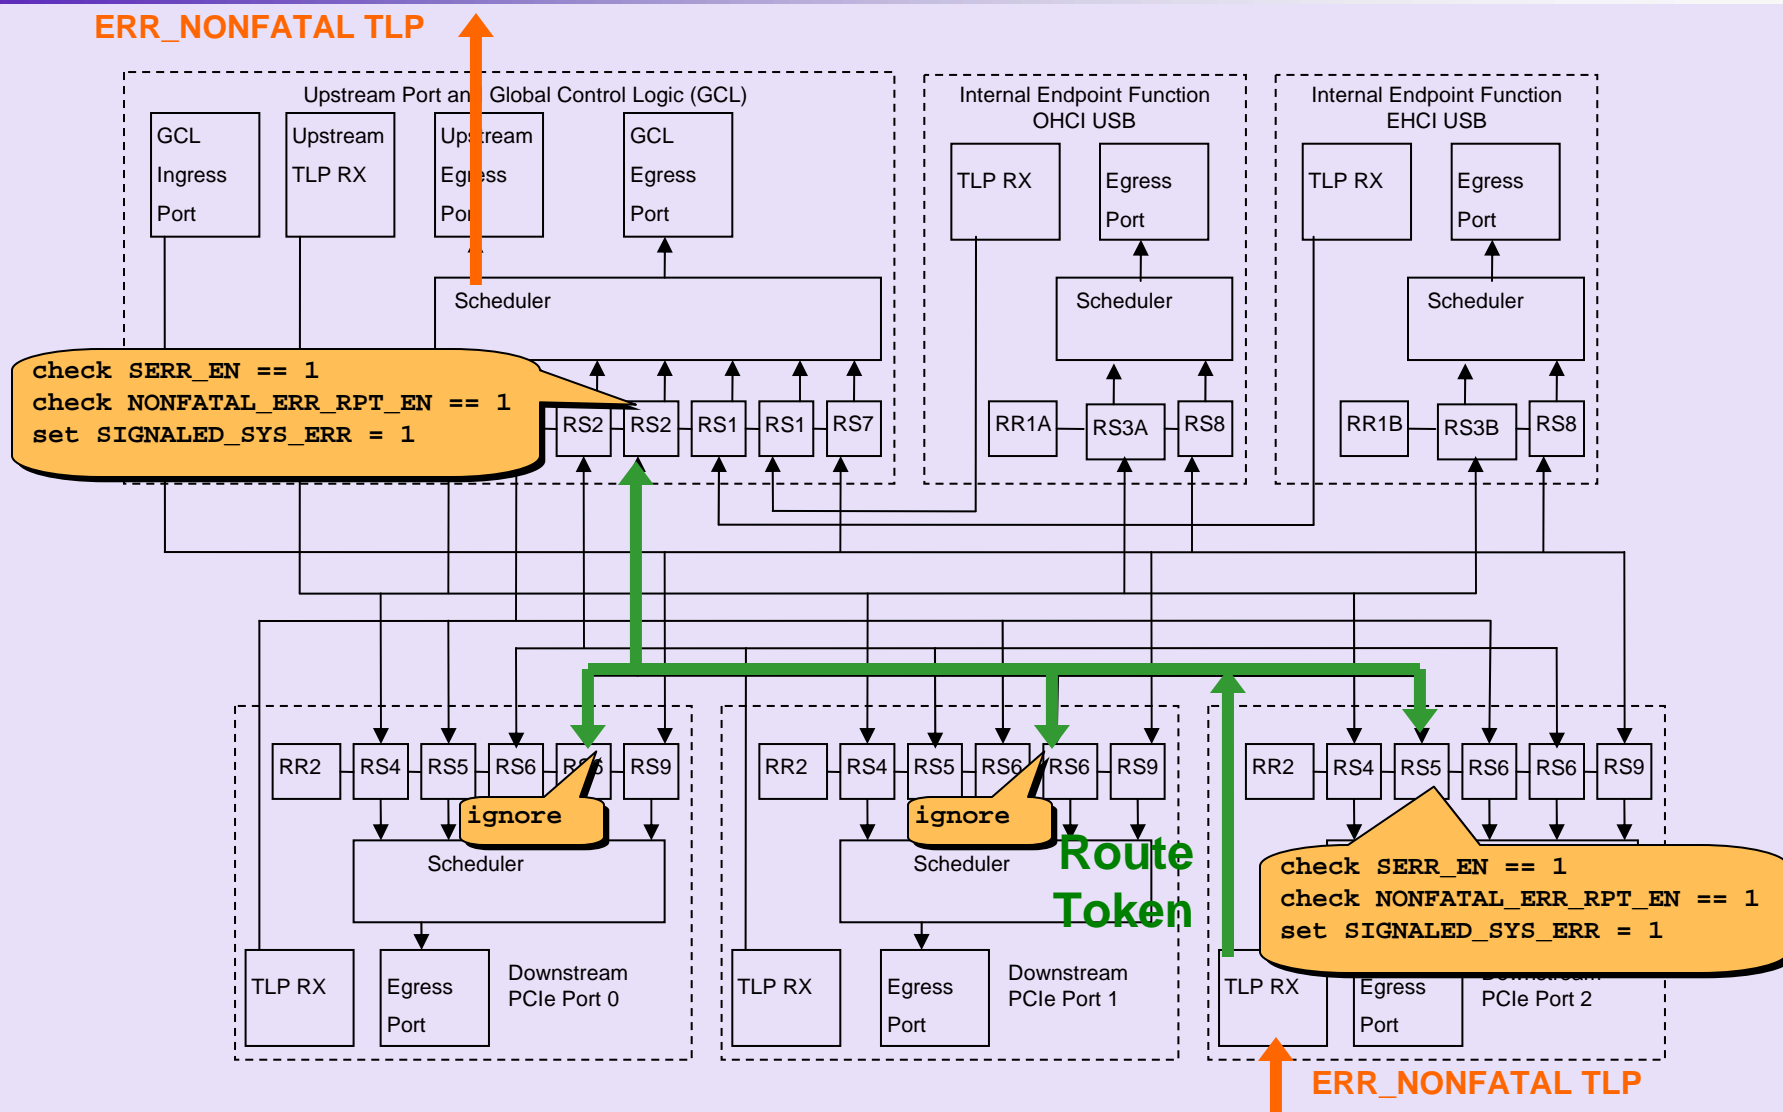 ERR_NONFATAL TLP
Upstream Port an Global Control Logic (GCL)
GCL
Ingress
Port
Upstream
TLP RX
Upstream
Egress
Port
GCL
Egress
Port
Scheduler
Internal Endpoint Function
OHCI USB
TLP RX
Egress
Port
Scheduler
Internal Endpoint Function
EHCI USB
TLP RX
Egress
Port
Scheduler
check SERR_EN == 1
check NONFATAL_ERR_RPT_EN == 1
set SIGNALED_SYS_ERR = 1
RS2 RS2 RS1 RS1 RS7
RR1A RS3A RS8
RR1B RS3B RS8
RR2 RS4 RS5 RS6 RS6 RS9
ignore
Scheduler
TLP RX
Egress
Port
Downstream
PCIe Port 0
RR2 RS4 RS5 RS6 RS6 RS9
ignore
Scheduler
Route
Token
TLP RX
Egress
Port
Downstream
PCIe Port 1
RR2 RS4 RS5 RS6 RS6 RS9
check SERR_EN == 1
check NONFATAL_ERR_RPT_EN == 1
set SIGNALED_SYS_ERR = 1
TLP RX
Egress
Port
Downstream
PCIe Port 2
ERR_NONFATAL TLP